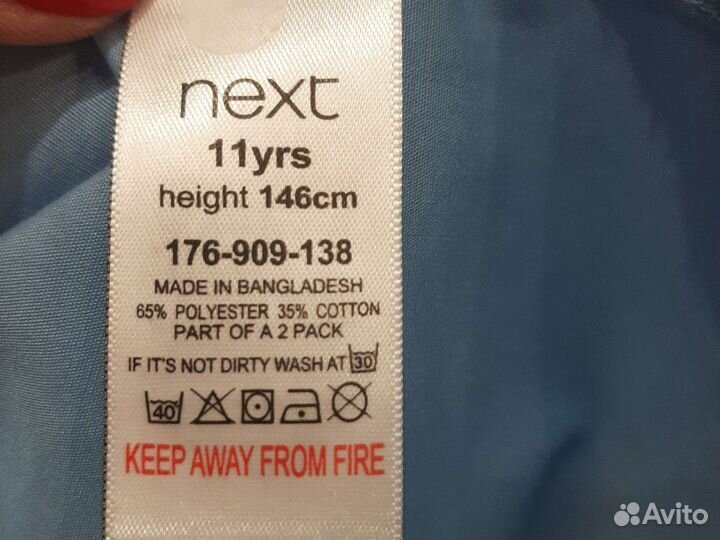 next
11yrs
height 146cm
176-909-138
MADE IN BANGLADESH
65% POLYESTER 35% COTTON
PART OF A 2 PACK
IF IT'S NOT DIRTY WASH AT 30
40
KEEP AWAY FROM FIRE
Avito